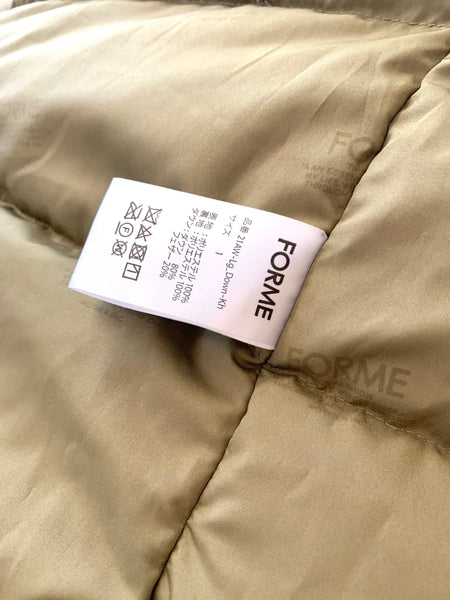 FORME
品番 21AW-Lg.Down-Kh
サイズ 1
表地:ポリエステル 100%
裏地:ポリエステル 100%
ダウン:ダウン 80%
フェザー 20%
FORME
FORME
FORME